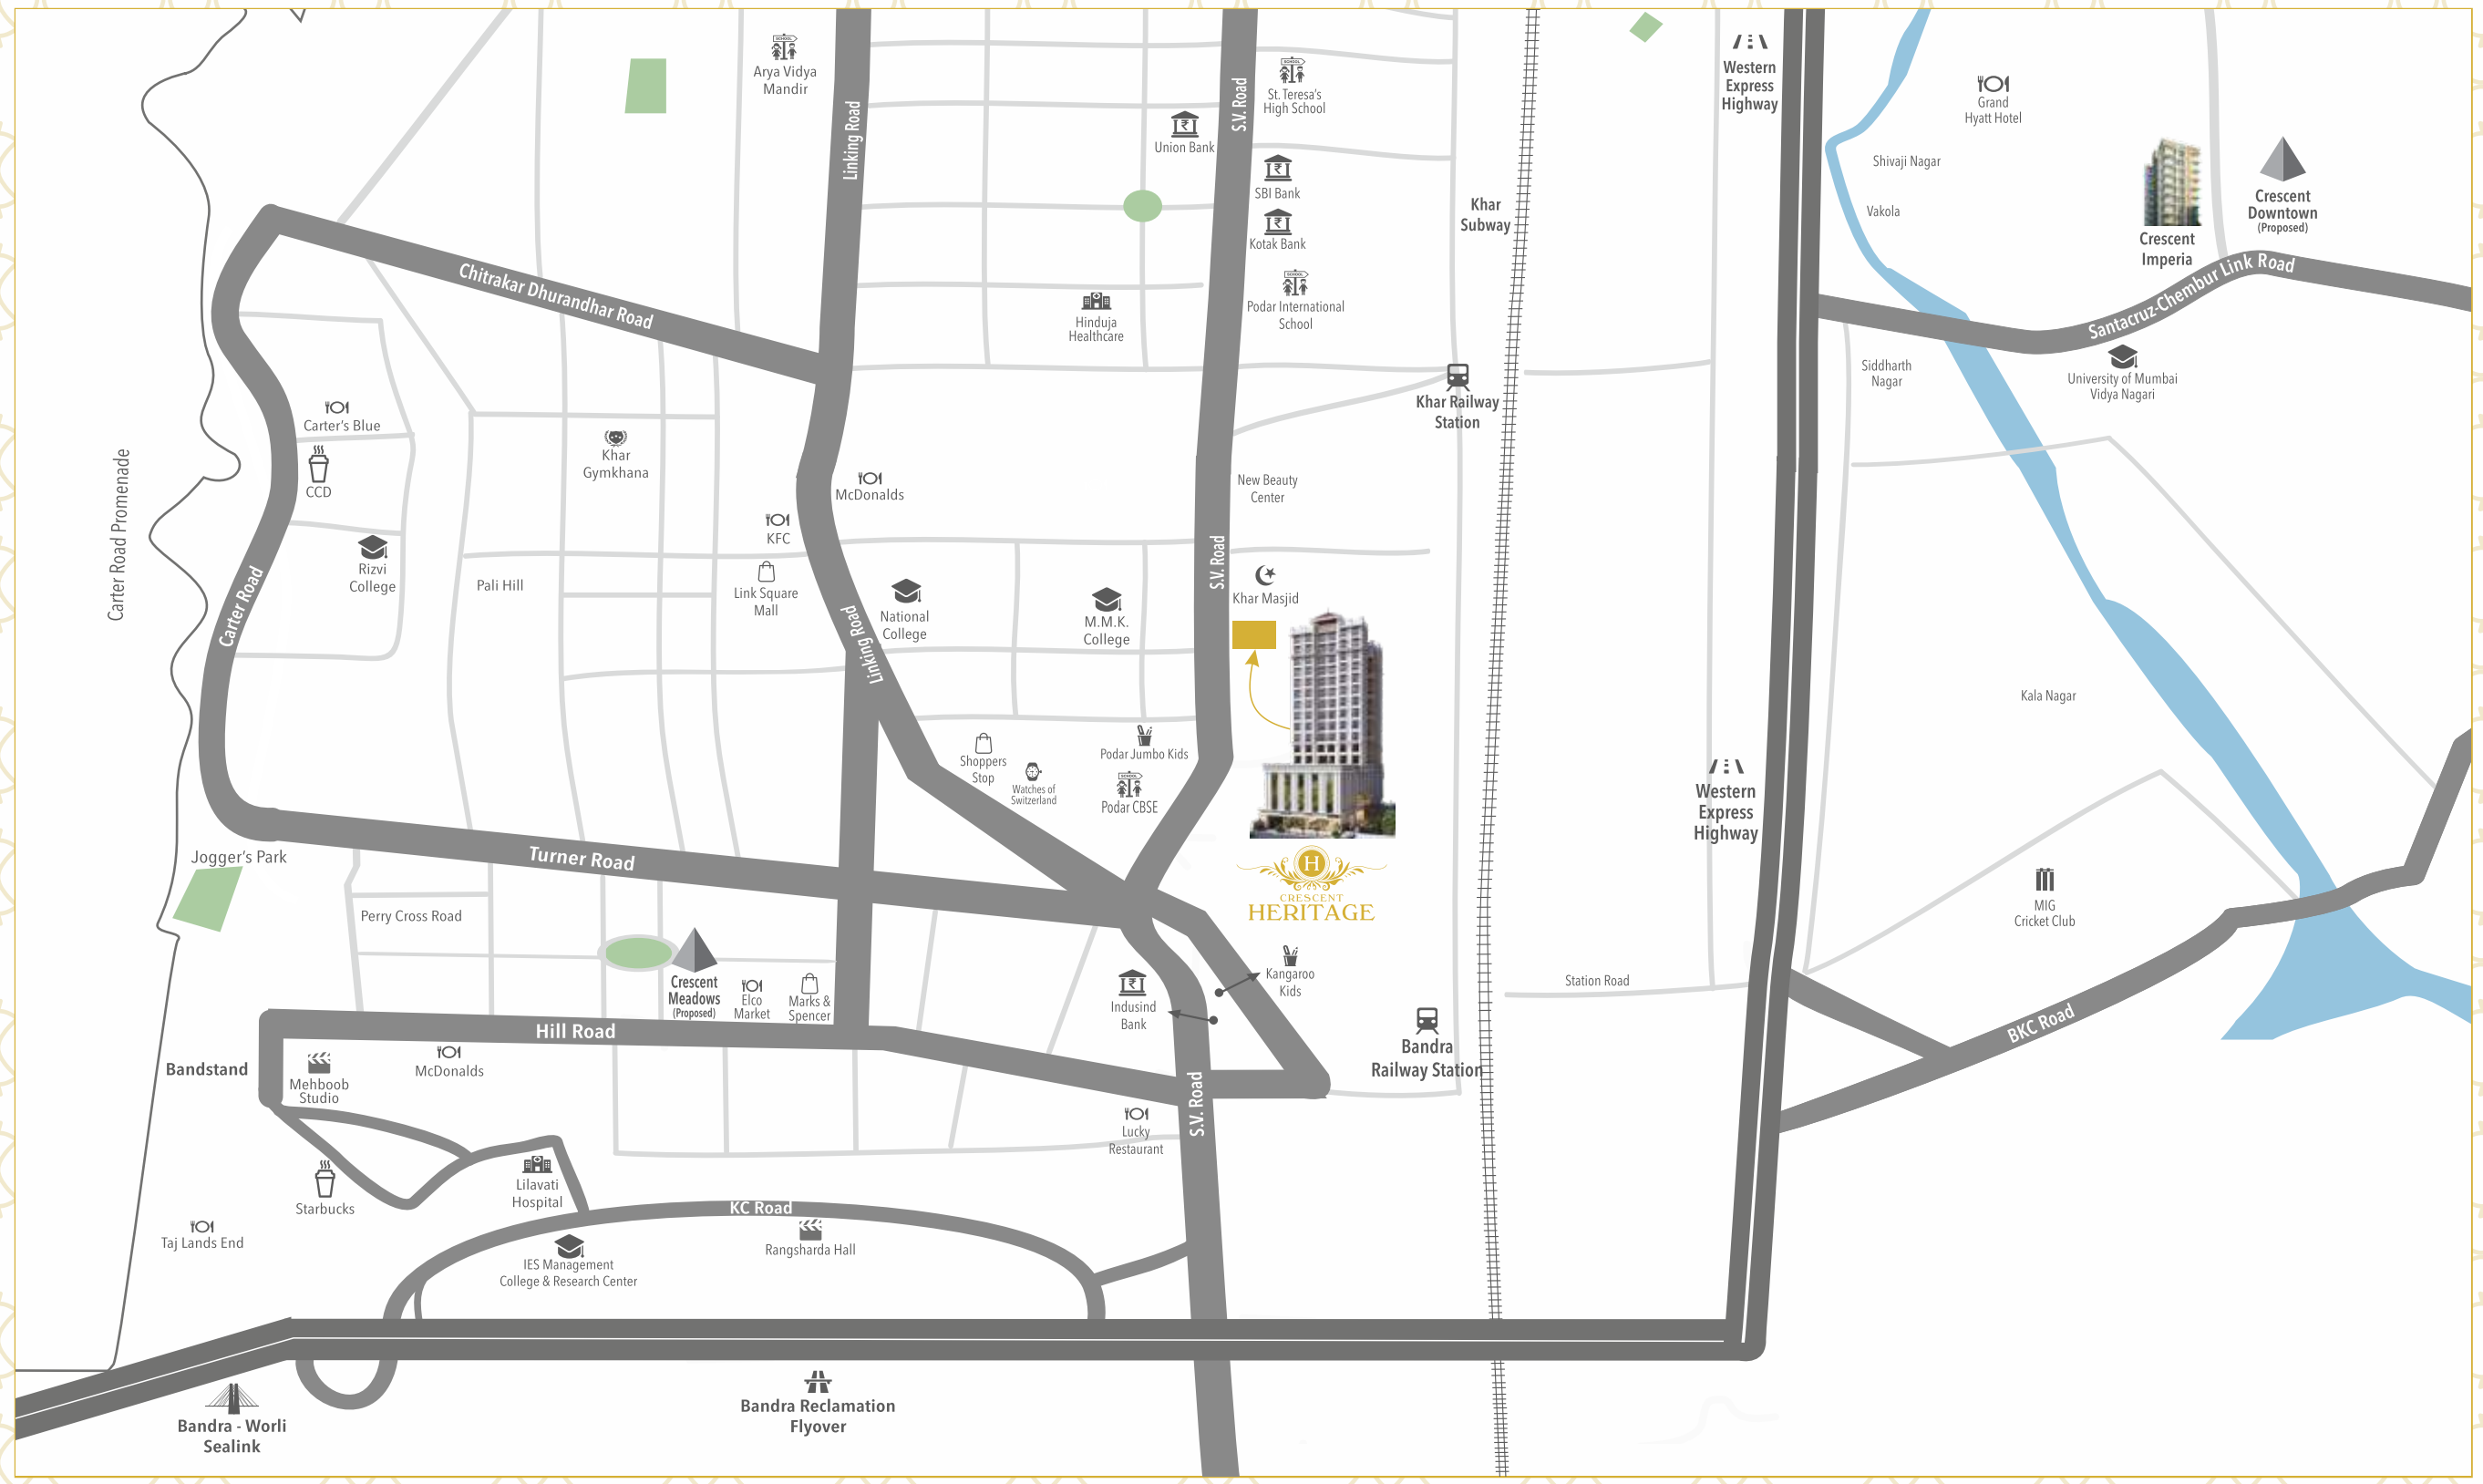 Arya Vidya
Mandir
Linking Road
S.V. Road
SCHOOL
St. Teresa's
High School
Union Bank
SBI Bank
Kotak Bank
Podar International
School
Hinduja
Healthcare
Khar
Subway
Western
Express
Highway
Grand
Hyatt Hotel
Shivaji Nagar
Vakola
Crescent
Imperia
Crescent
Downtown
(Proposed)
Santacruz-Chembur Link Road
Siddharth
Nagar
University of Mumbai
Vidya Nagari
Chitrakar Dhurandhar Road
Carter's Blue
CCD
Khar
Gymkhana
McDonalds
KFC
Khar Railway
Station
New Beauty
Center
Carter Road Promenade
Carter Road
Rizvi
College
Pali Hill
Link Square
Mall
Linking Road
National
College
M.M.K.
College
S.V. Road
Khar Masjid
Kala Nagar
Shoppers
Stop
Watches of
Switzerland
Podar Jumbo Kids
Podar CBSE
Western
Express
Highway
H
CRESCENT
HERITAGE
Jogger's Park
Turner Road
Perry Cross Road
MIG
Cricket Club
Crescent
Meadows
(Proposed)
Elco
Market
Marks &
Spencer
Indusind
Bank
Kangaroo
Kids
Station Road
BKC Road
Hill Road
Bandstand
Mehboob
Studio
McDonalds
Bandra
Railway Station
S.V. Road
Lucky
Restaurant
Starbucks
Lilavati
Hospital
KC Road
Rangsharda Hall
Taj Lands End
IES Management
College & Research Center
Bandra - Worli
Sealink
Bandra Reclamation
Flyover